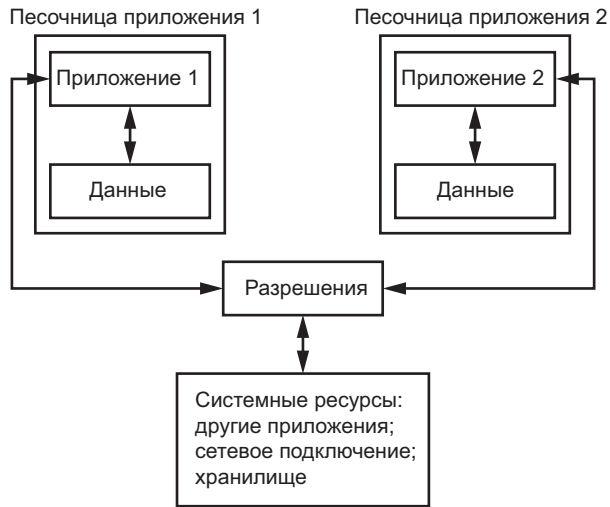 Песочница приложения 1
Песочница приложения 2
Приложение 1
Приложение 2
Данные
Данные
Разрешения
Системные ресурсы:
другие приложения;
сетевое подключение;
хранилище